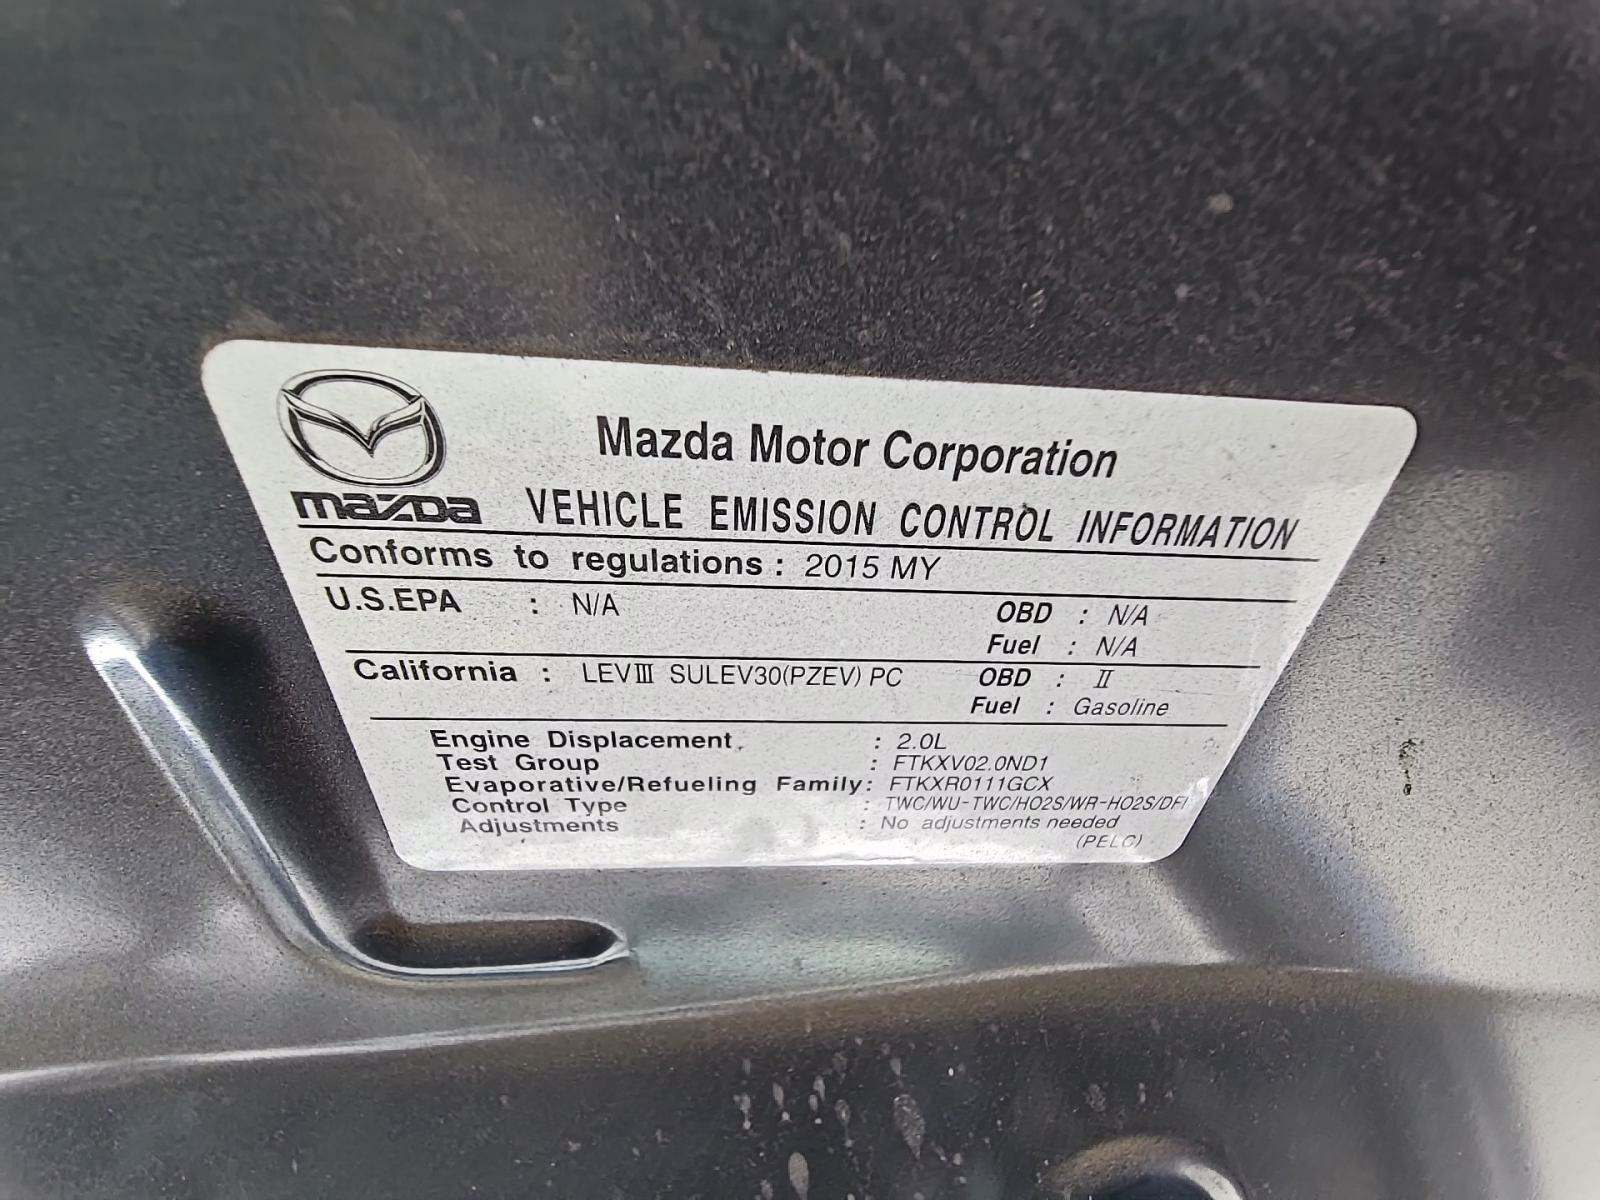 Mazda Motor Corporation
mazda VEHICLE EMISSION CONTROL INFORMATION
Conforms to regulations : 2015 MY
U.S.EPA : N/A OBD : N/A
Fuel : N/A
California : LEVIII SULEV30(PZEV) PC OBD : II
Fuel : Gasoline
Engine Displacement : 2.0L
Test Group : FTKXV02.0ND1
Evaporative/Refueling Family: FTKXR0111GCX
Control Type : TWC/WU-TWC/HO2S/WR-HO2S/DFI
Adjustments : No adjustments needed
(PELC)